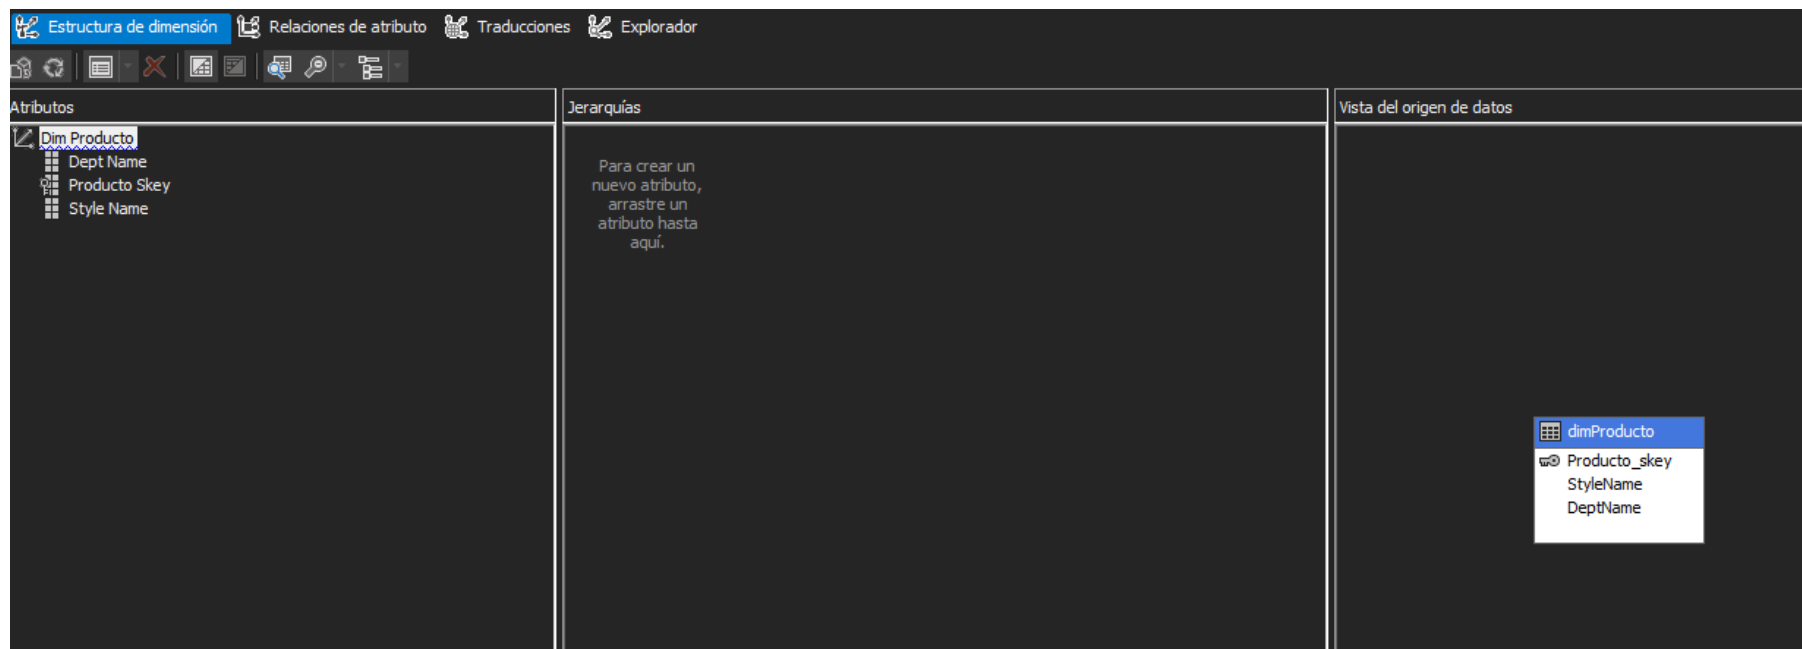 Estructura de dimensión Relaciones de atributo Traducciones Explorador
Atributos
Dim Producto
Dept Name
Producto Skey
Style Name
Jerarquías
Para crear un
nuevo atributo,
arrastre un
atributo hasta
aquí.
Vista del origen de datos
dimProducto
Producto_skey
StyleName
DeptName